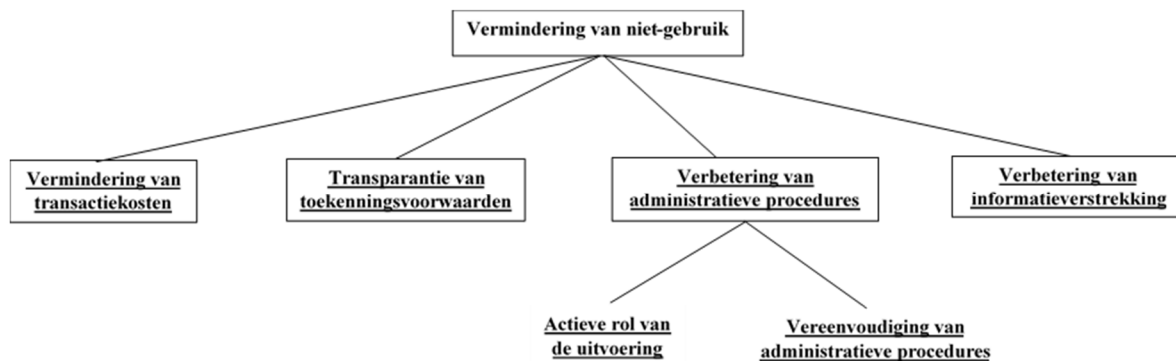 Vermindering van niet-gebruik
Vermindering van
transactiekosten
Transparantie van
toekenningsvoorwaarden
Verbetering van
administratieve procedures
Verbetering van
informatieverstrekking
Actieve rol van
de uitvoering
Vereenvoudiging van
administratieve procedures